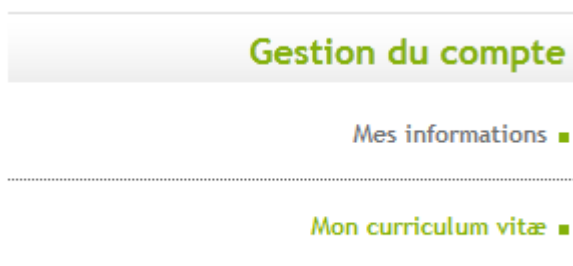 Gestion du compte
Mes informations
Mon curriculum vitæ